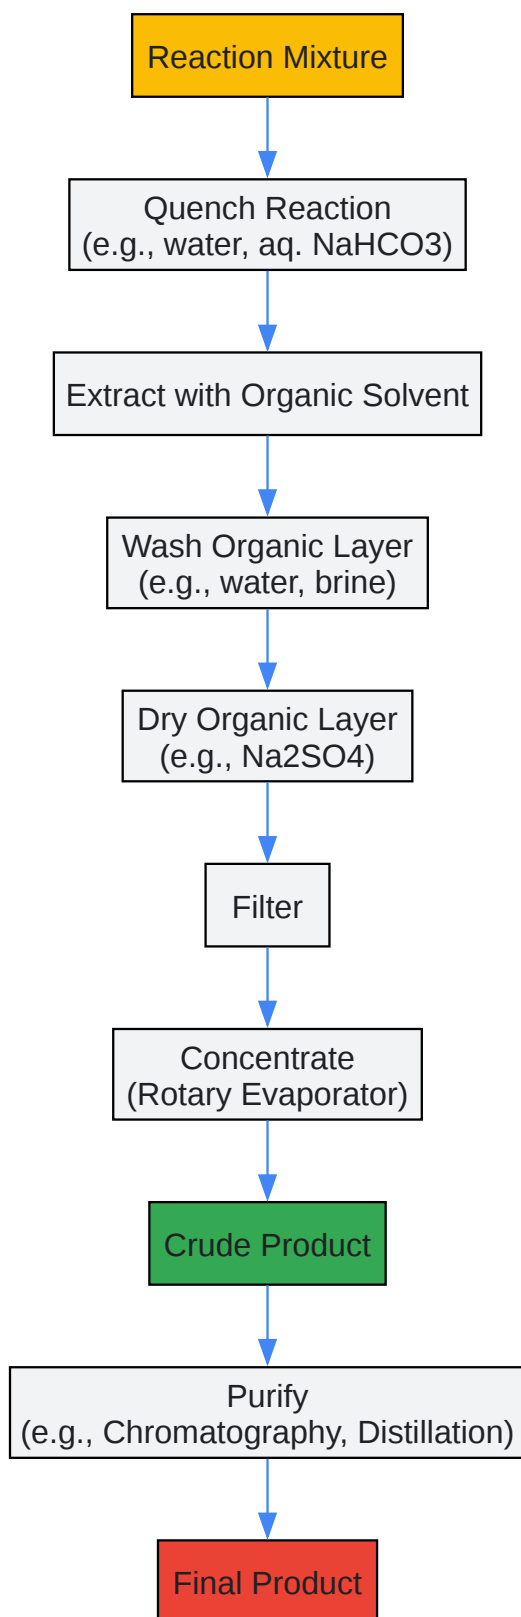 Reaction Mixture
Quench Reaction
(e.g., water, aq. NaHCO3)
Extract with Organic Solvent
Wash Organic Layer
(e.g., water, brine)
Dry Organic Layer
(e.g., Na2SO4)
Filter
Concentrate
(Rotary Evaporator)
Crude Product
Purify
(e.g., Chromatography, Distillation)
Final Product